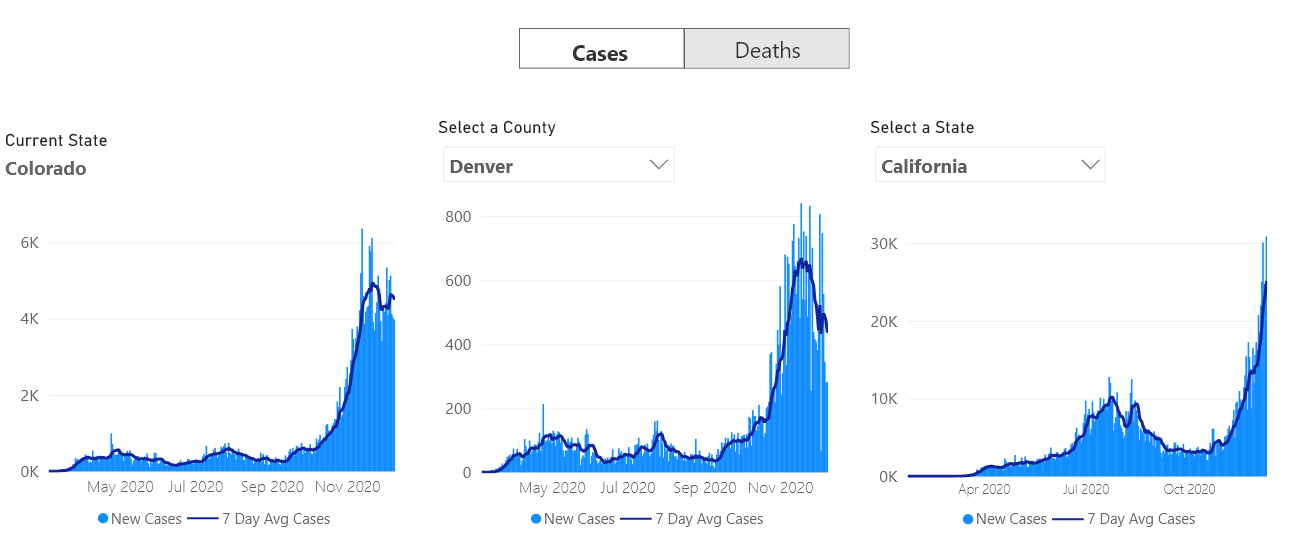 Cases
Deaths
Current State
Colorado
6K
4K
2K
0K
May 2020
Jul 2020
Sep 2020
Nov 2020
New Cases
7 Day Avg Cases
Select a County
Denver
800
600
400
200
0
May 2020
Jul 2020
Sep 2020
Nov 2020
New Cases
7 Day Avg Cases
Select a State
California
30K
20K
10K
0K
Apr 2020
Jul 2020
Oct 2020
New Cases
7 Day Avg Cases